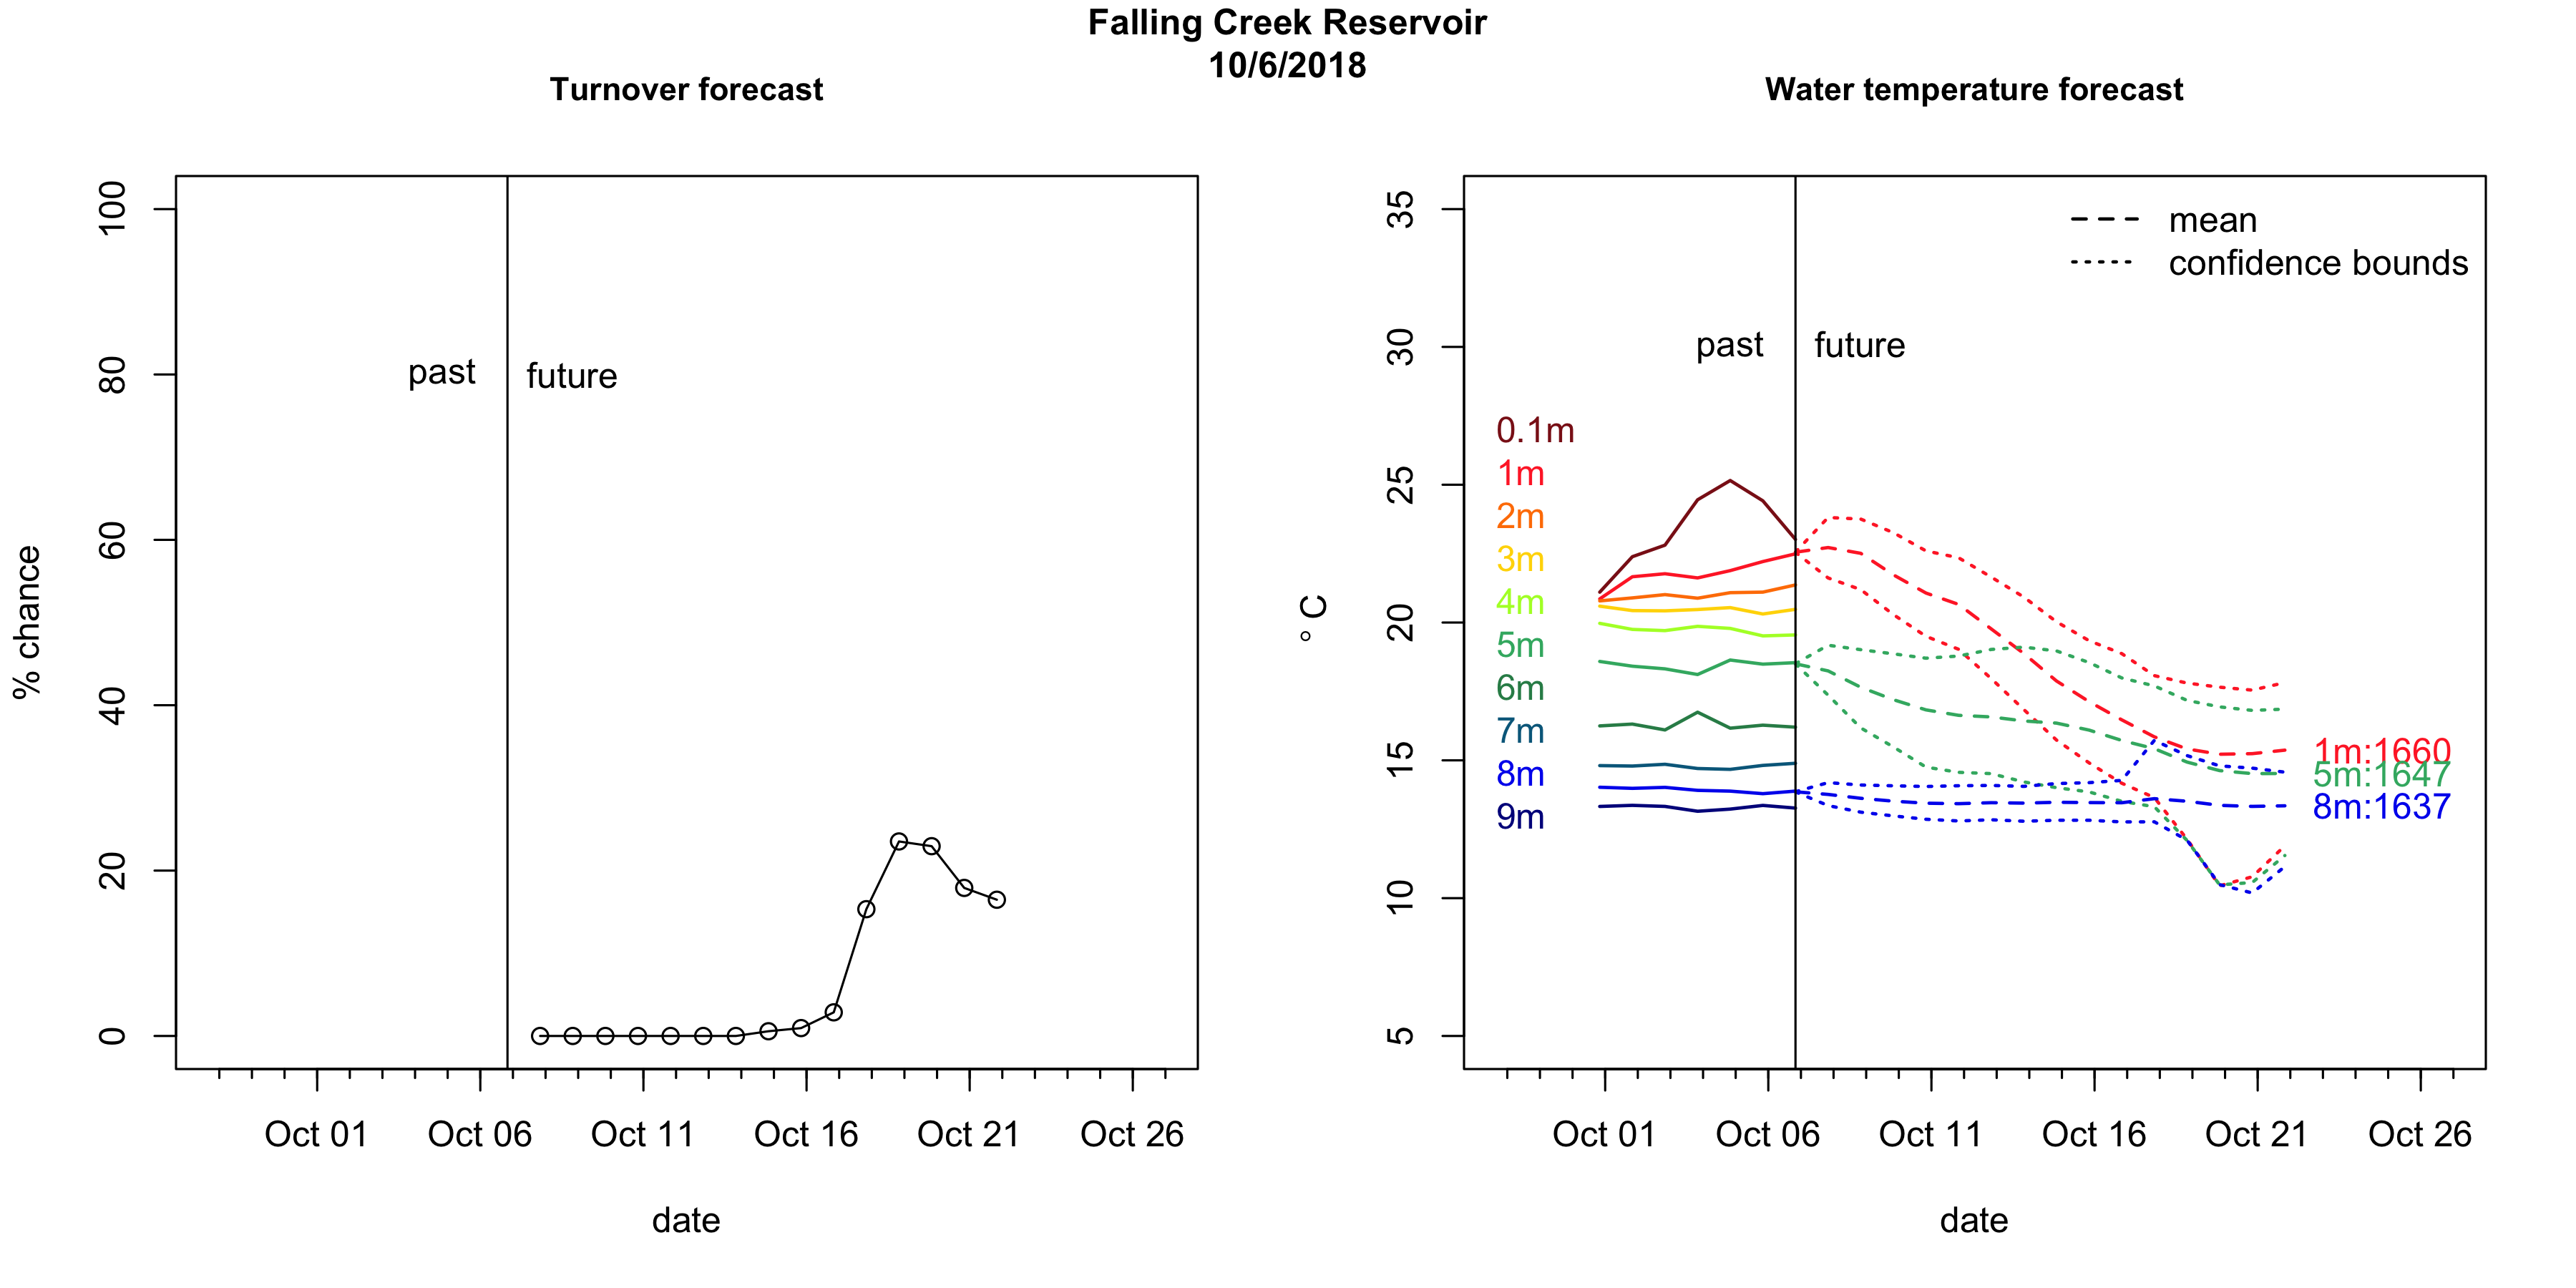 Falling Creek Reservoir
10/6/2018
Turnover forecast
% chance
100
80
60
40
20
0
past
future
Oct 01
Oct 06
Oct 11
Oct 16
Oct 21
Oct 26
date
Water temperature forecast
° C
35
30
25
20
15
10
5
mean
confidence bounds
past
future
0.1m
1m
2m
3m
4m
5m
6m
7m
8m
9m
1m:1660
5m:1647
8m:1637
Oct 01
Oct 06
Oct 11
Oct 16
Oct 21
Oct 26
date